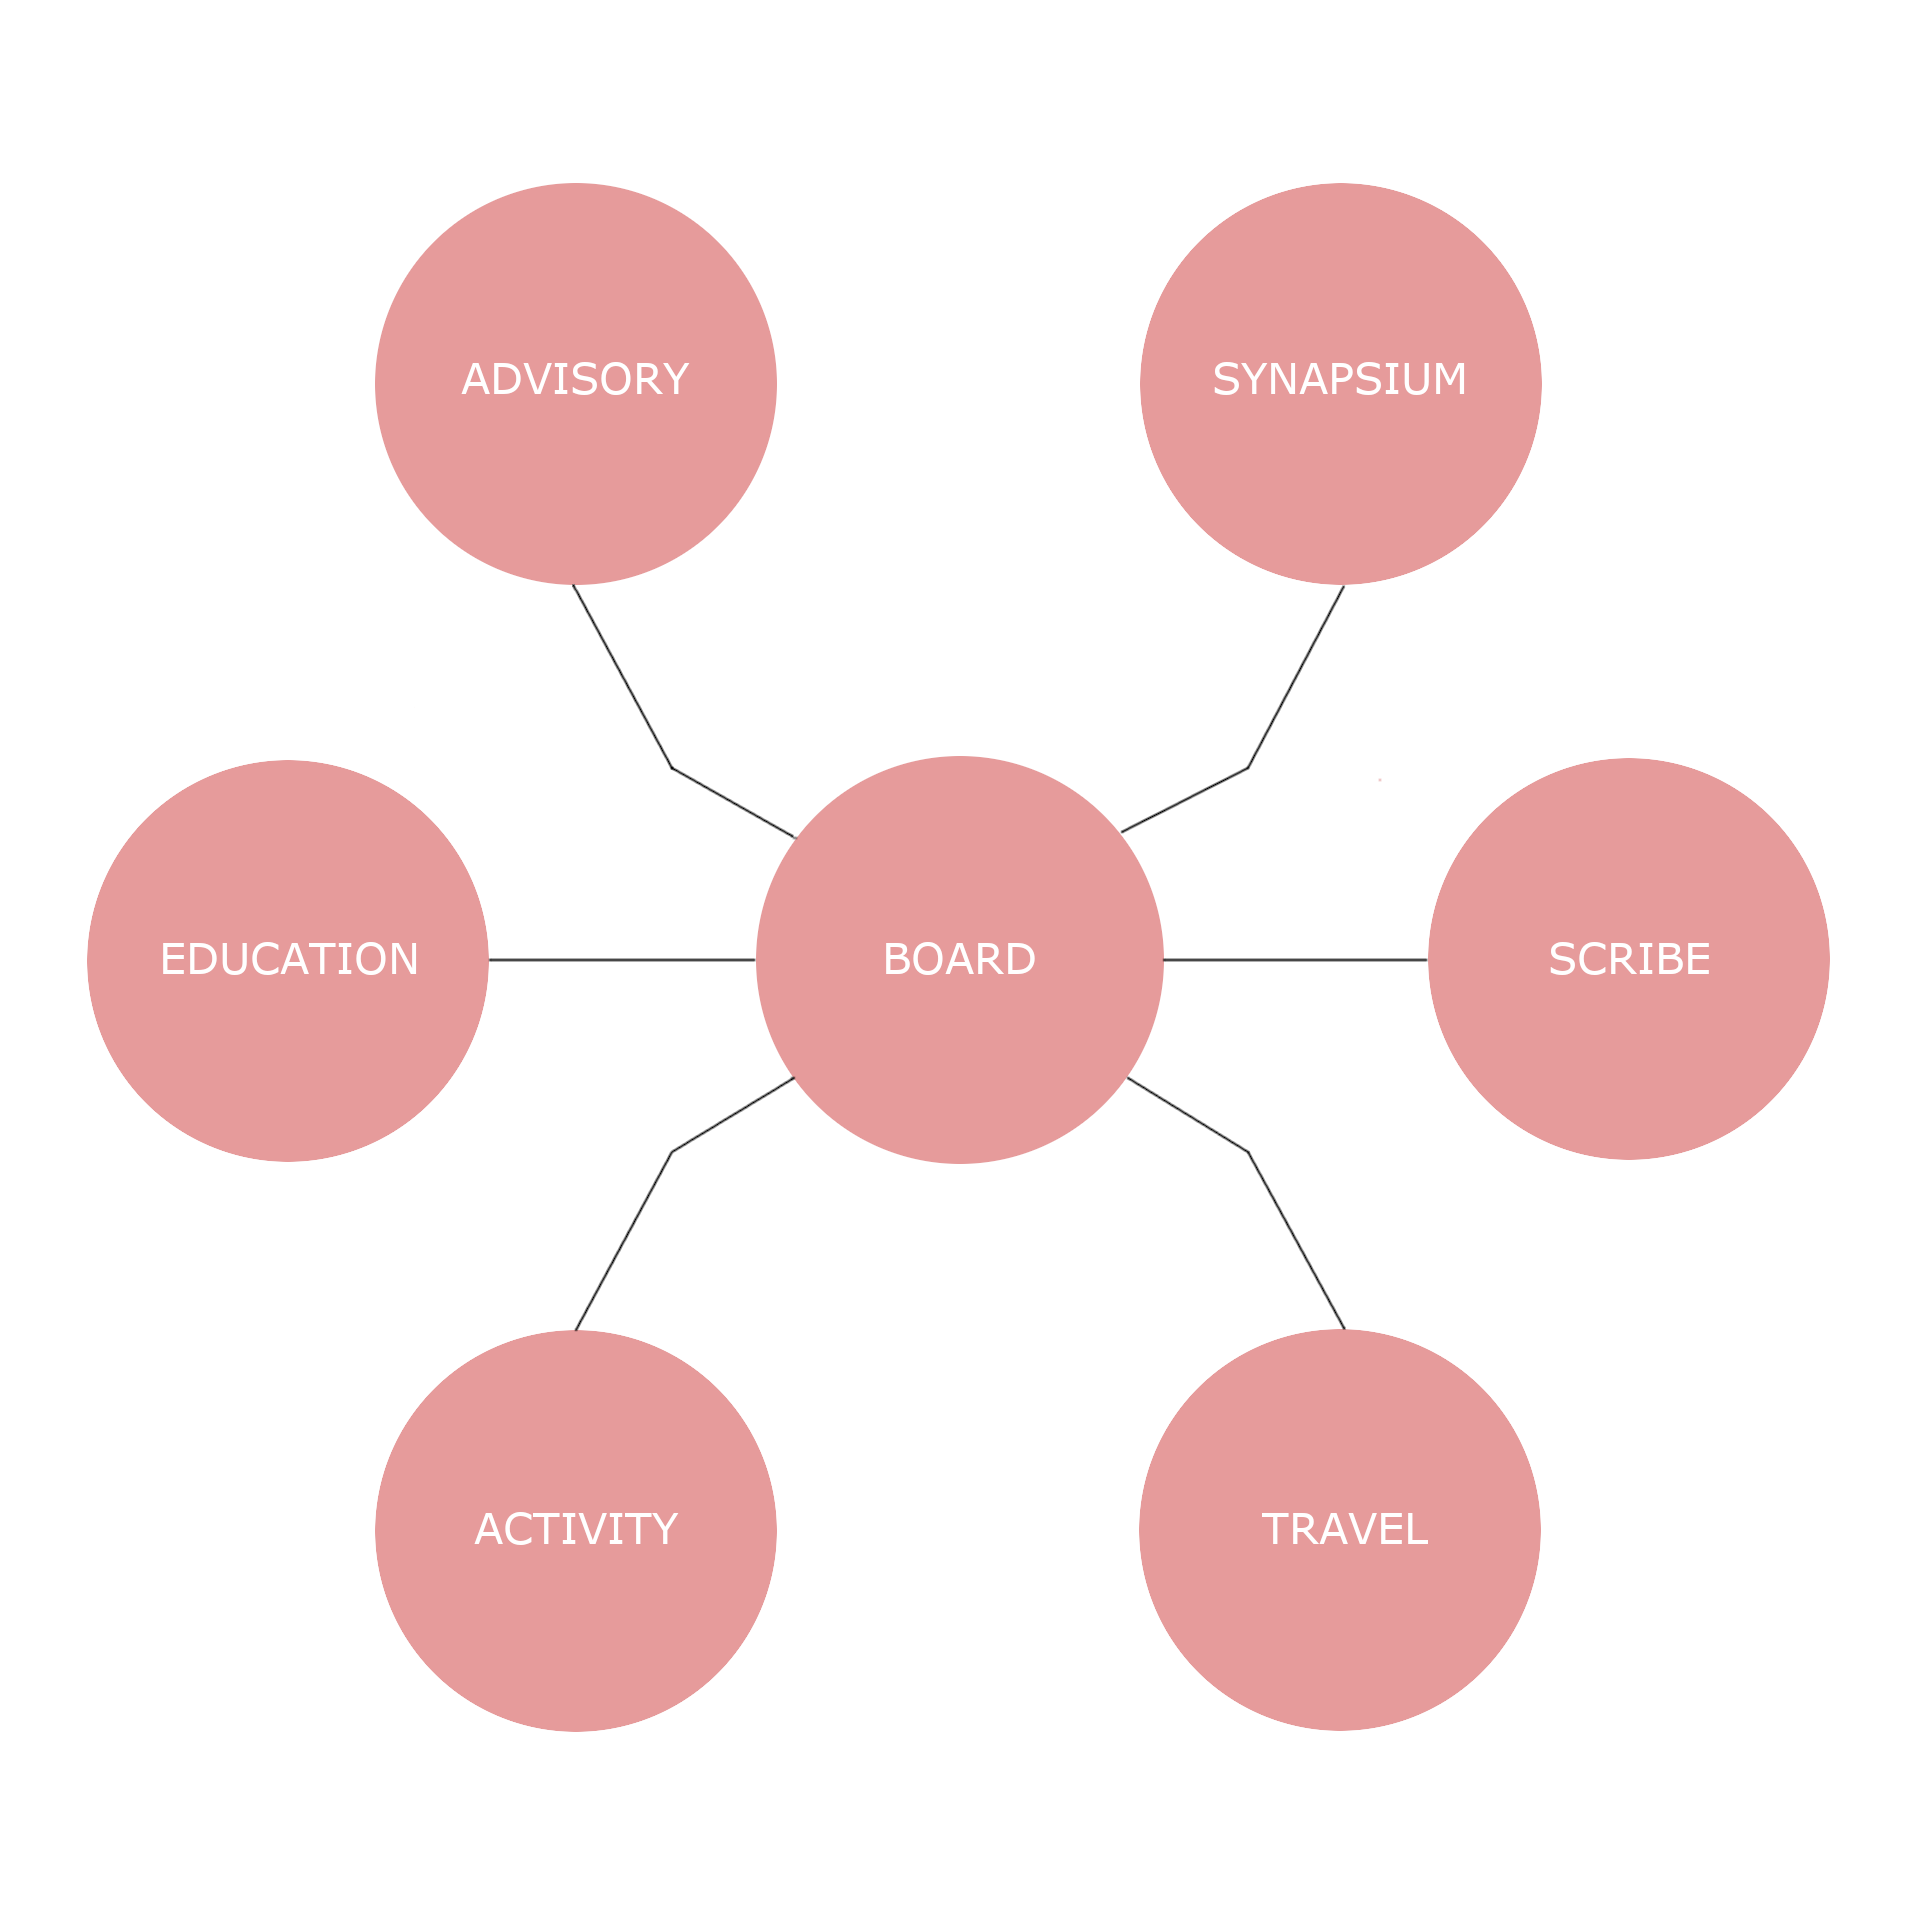 ADVISORY
SYNAPSIUM
EDUCATION
BOARD
SCRIBE
ACTIVITY
TRAVEL